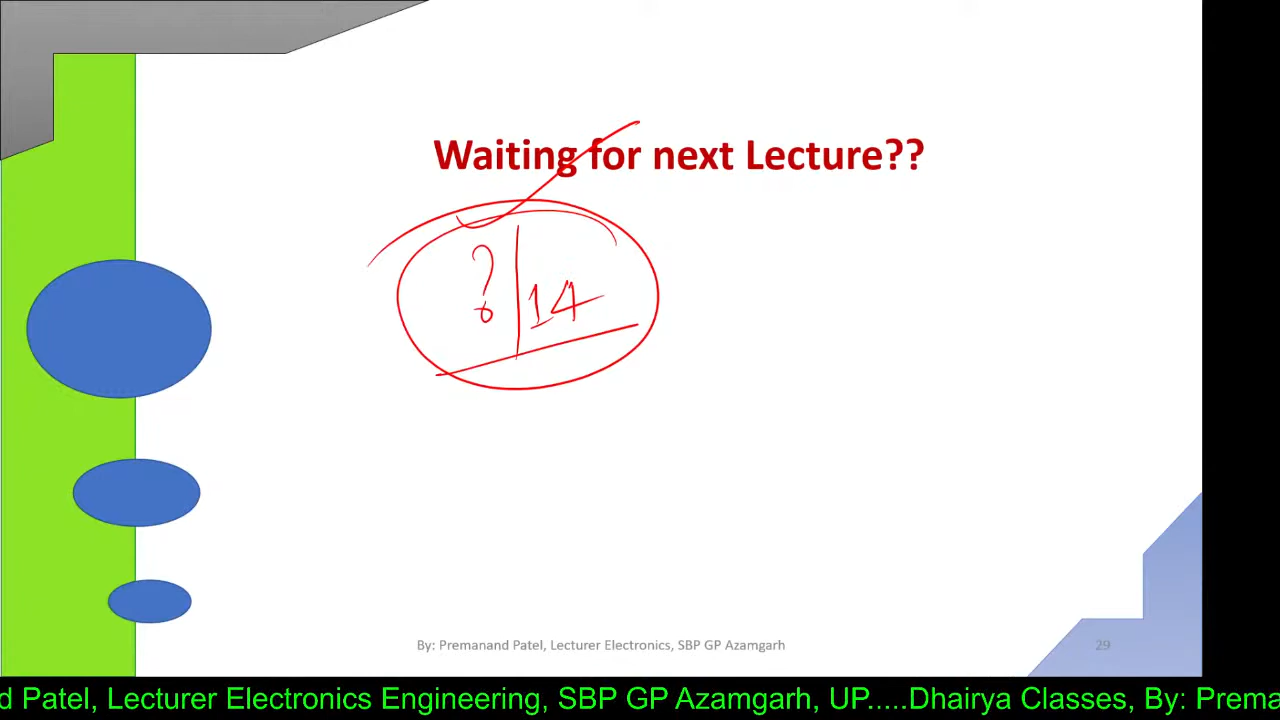 Waiting for next Lecture??
? | 14
By: Premanand Patel, Lecturer Electronics, SBP GP Azamgarh
29
d Patel, Lecturer Electronics Engineering, SBP GP Azamgarh, UP.....Dhairya Classes, By: Prema